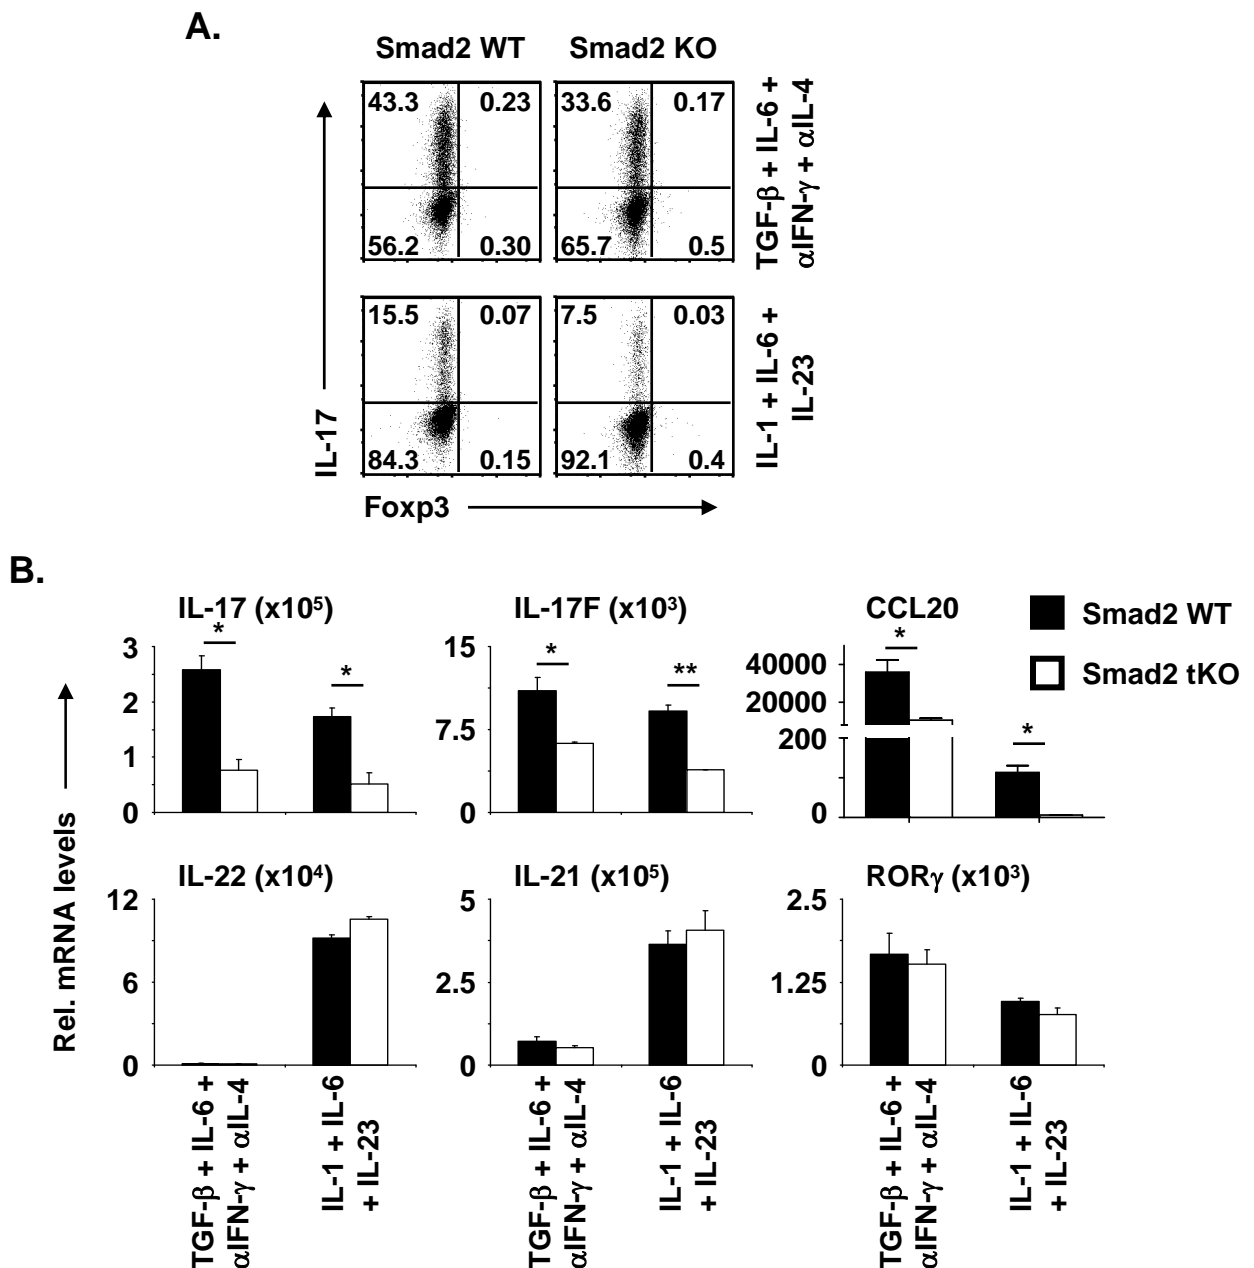 A.
Smad2 WT
Smad2 KO
43.3
0.23
56.2
0.30
33.6
0.17
65.7
0.5
TGF-β + IL-6 +
αIFN-γ + αIL-4
15.5
0.07
84.3
0.15
7.5
0.03
92.1
0.4
IL-1 + IL-6 +
IL-23
IL-17
Foxp3
B.
Rel. mRNA levels
IL-17 (x10⁵)
3
2
1
0
*
*
IL-17F (x10³)
15
7.5
0
*
**
CCL20
40000
20000
200
0
*
*
Smad2 WT
Smad2 tKO
IL-22 (x10⁴)
12
6
0
IL-21 (x10⁵)
5
2.5
0
RORγ (x10³)
2.5
1.25
0
TGF-β + IL-6 +
αIFN-γ + αIL-4
IL-1 + IL-6
+ IL-23
TGF-β + IL-6 +
αIFN-γ + αIL-4
IL-1 + IL-6
+ IL-23
TGF-β + IL-6 +
αIFN-γ + αIL-4
IL-1 + IL-6
+ IL-23